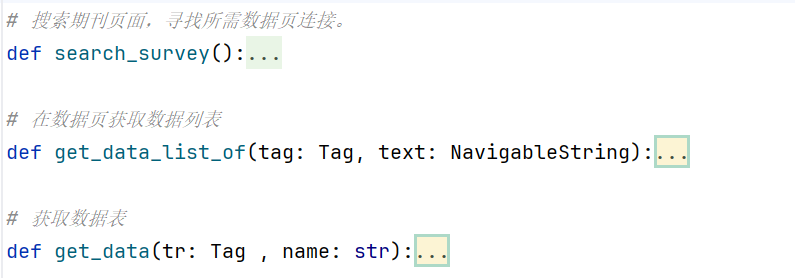 # 搜索期刊页面，寻找所需数据页连接。
def search_survey():...
# 在数据页获取数据列表
def get_data_list_of(tag: Tag, text: NavigableString):...
# 获取数据表
def get_data(tr: Tag , name: str):...